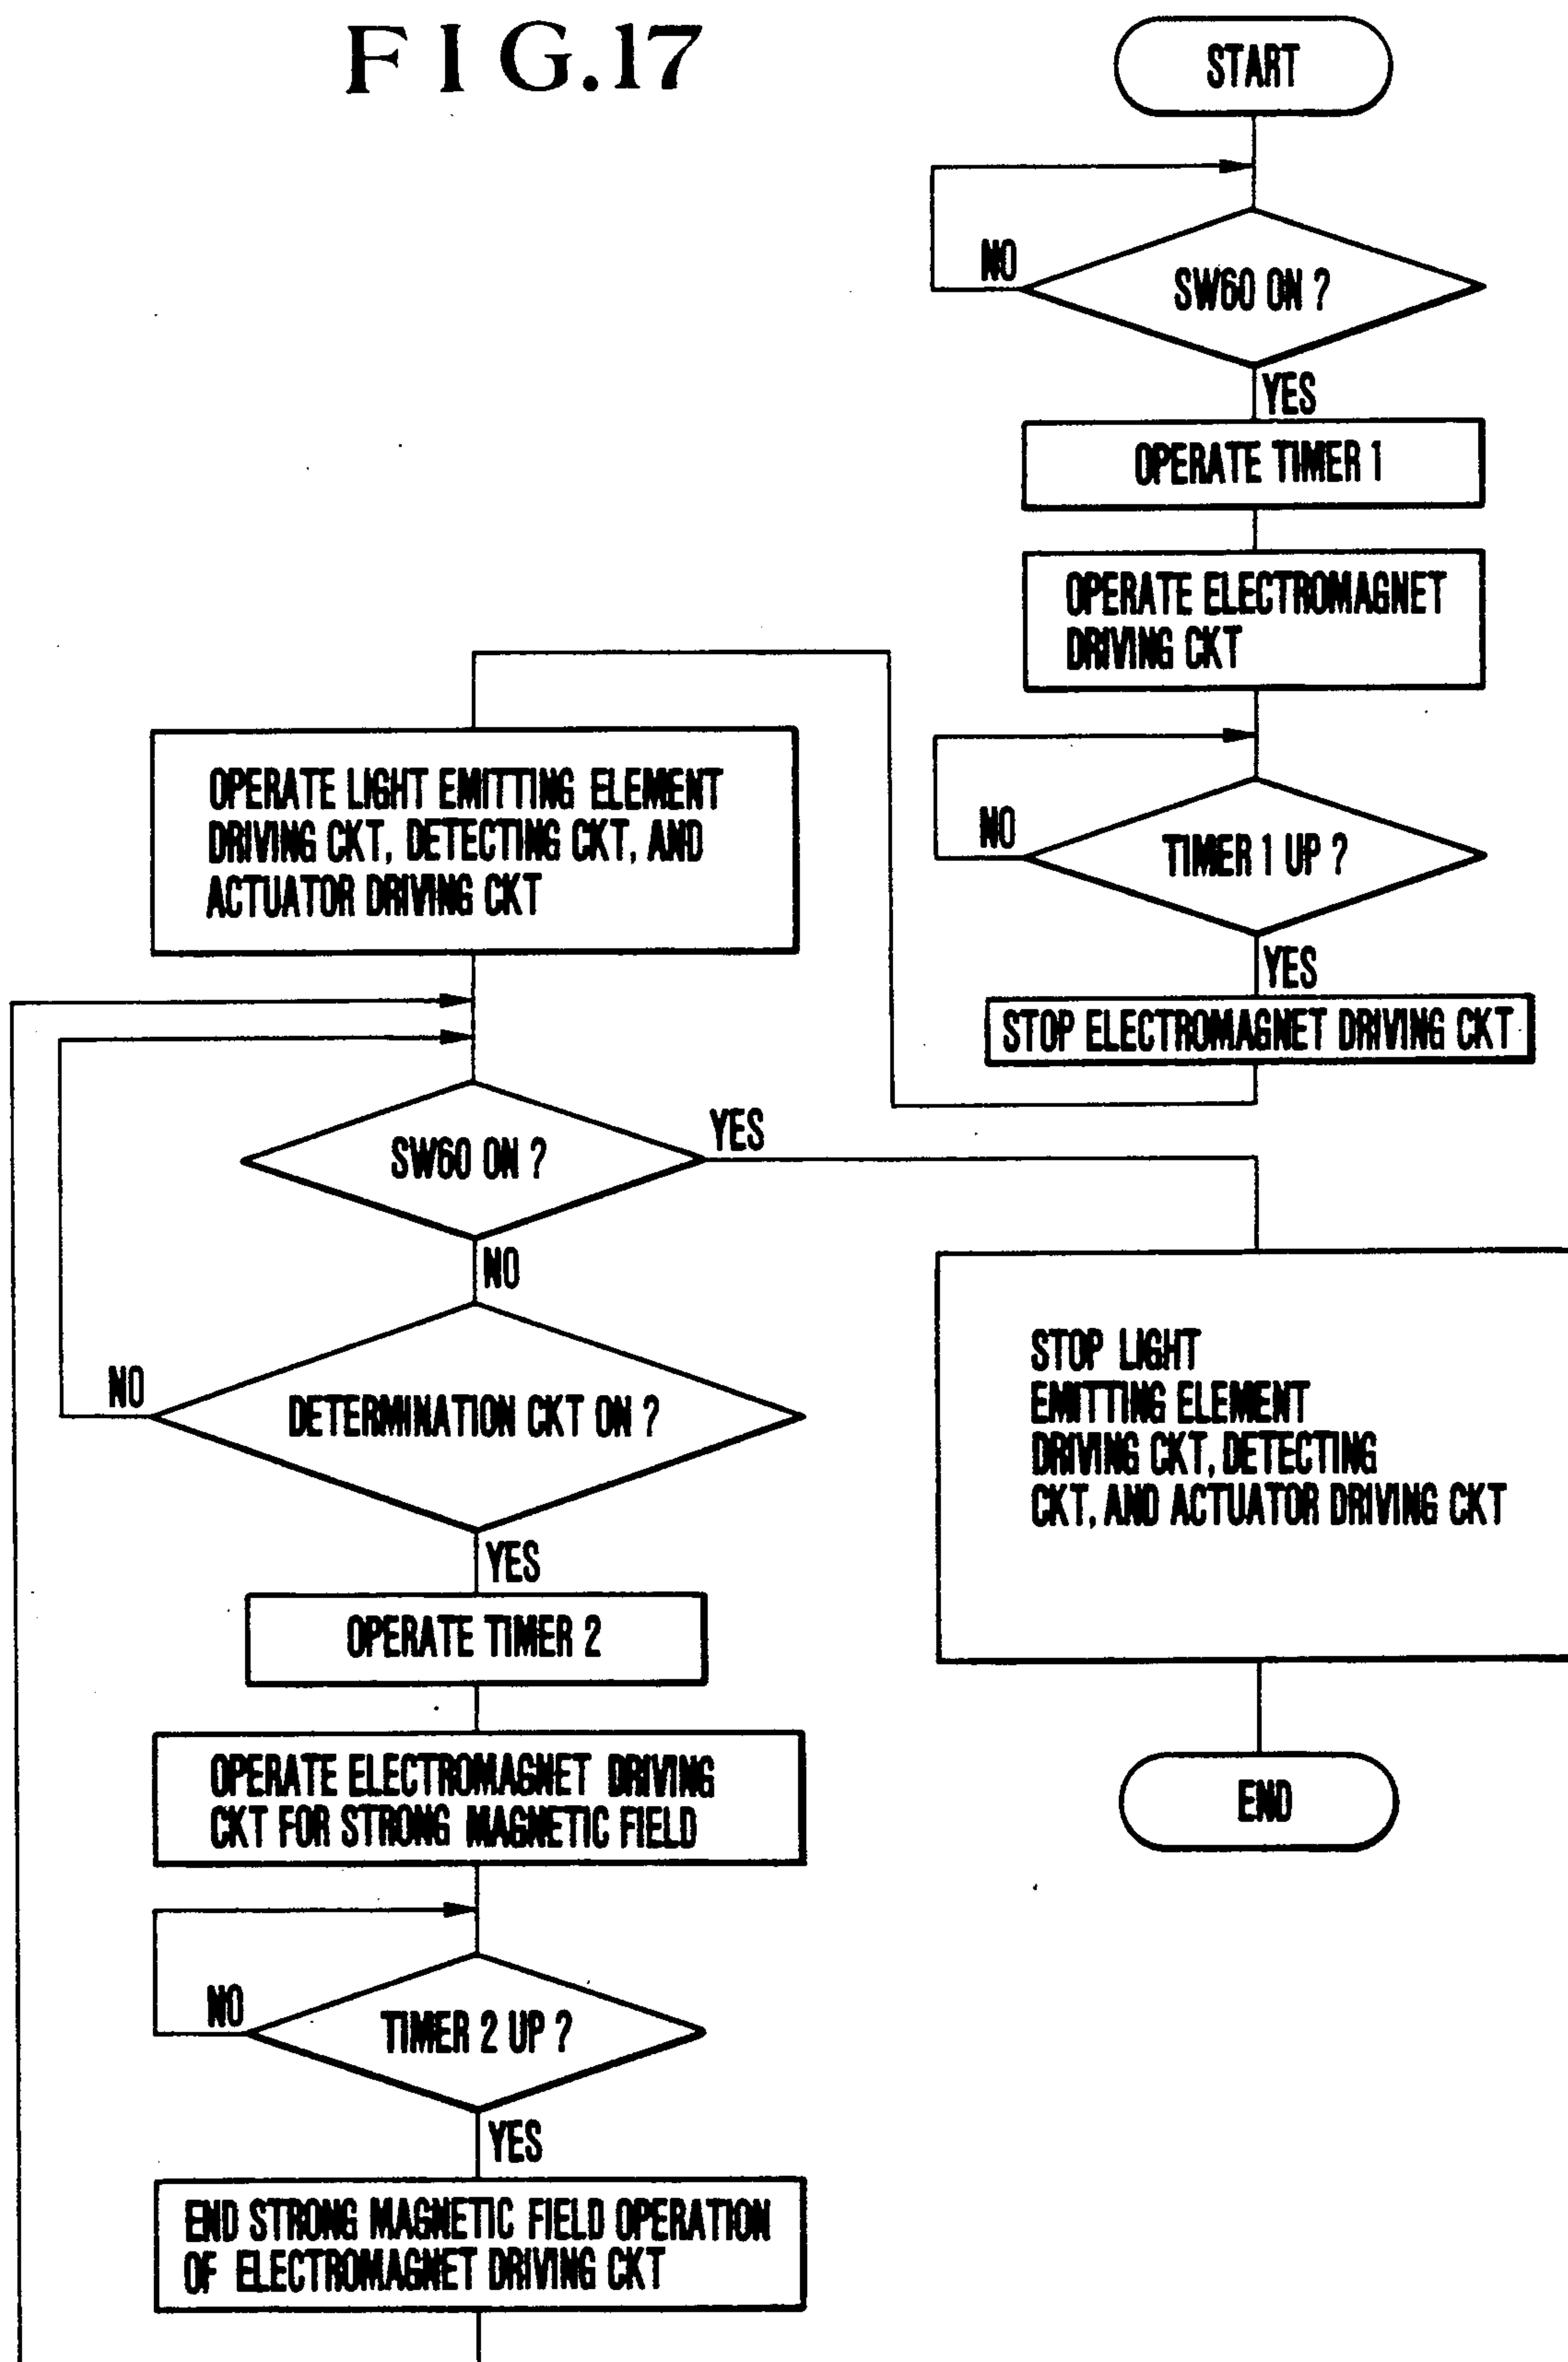 FIG.17
START
NO
SW60 ON ?
YES
OPERATE TIMER 1
OPERATE ELECTROMAGNET
DRIVING CKT
NO
TIMER 1 UP ?
YES
STOP ELECTROMAGNET DRIVING CKT
OPERATE LIGHT EMITTING ELEMENT
DRIVING CKT, DETECTING CKT, AND
ACTUATOR DRIVING CKT
SW60 ON ?
YES
NO
DETERMINATION CKT ON ?
NO
YES
OPERATE TIMER 2
OPERATE ELECTROMAGNET DRIVING
CKT FOR STRONG MAGNETIC FIELD
NO
TIMER 2 UP ?
YES
END STRONG MAGNETIC FIELD OPERATION
OF ELECTROMAGNET DRIVING CKT
STOP LIGHT
EMITTING ELEMENT
DRIVING CKT, DETECTING
CKT, AND ACTUATOR DRIVING CKT
END